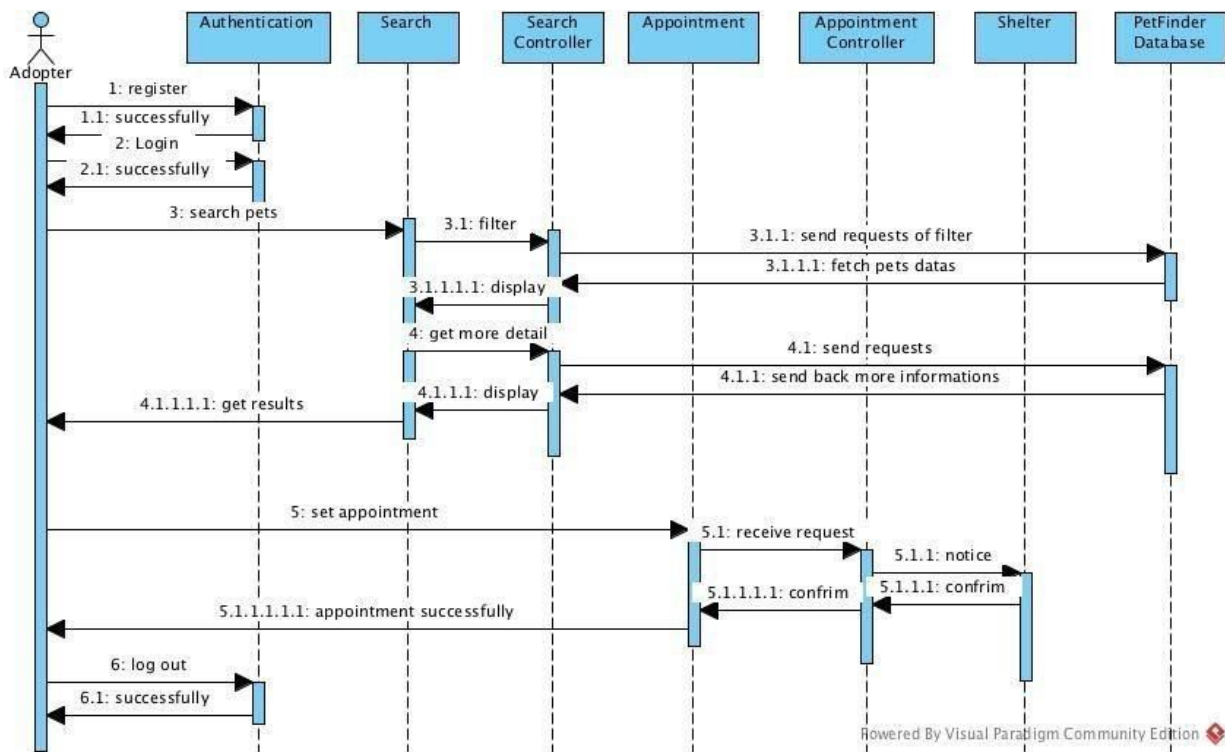 Authentication
Search
Search
Controller
Appointment
Appointment
Controller
Shelter
PetFinder
Database
Adopter
1: register
1.1: successfully
2: Login
2.1: successfully
3: search pets
3.1: filter
3.1.1: send requests of filter
3.1.1.1: fetch pets datas
3.1.1.1.1: display
4: get more detail
4.1: send requests
4.1.1: send back more informations
4.1.1.1: display
4.1.1.1.1: get results
5: set appointment
5.1: receive request
5.1.1: notice
5.1.1.1: confrim
5.1.1.1.1: confrim
5.1.1.1.1.1: appointment successfully
6: log out
6.1: successfully
Powered By Visual Paradigm Community Edition